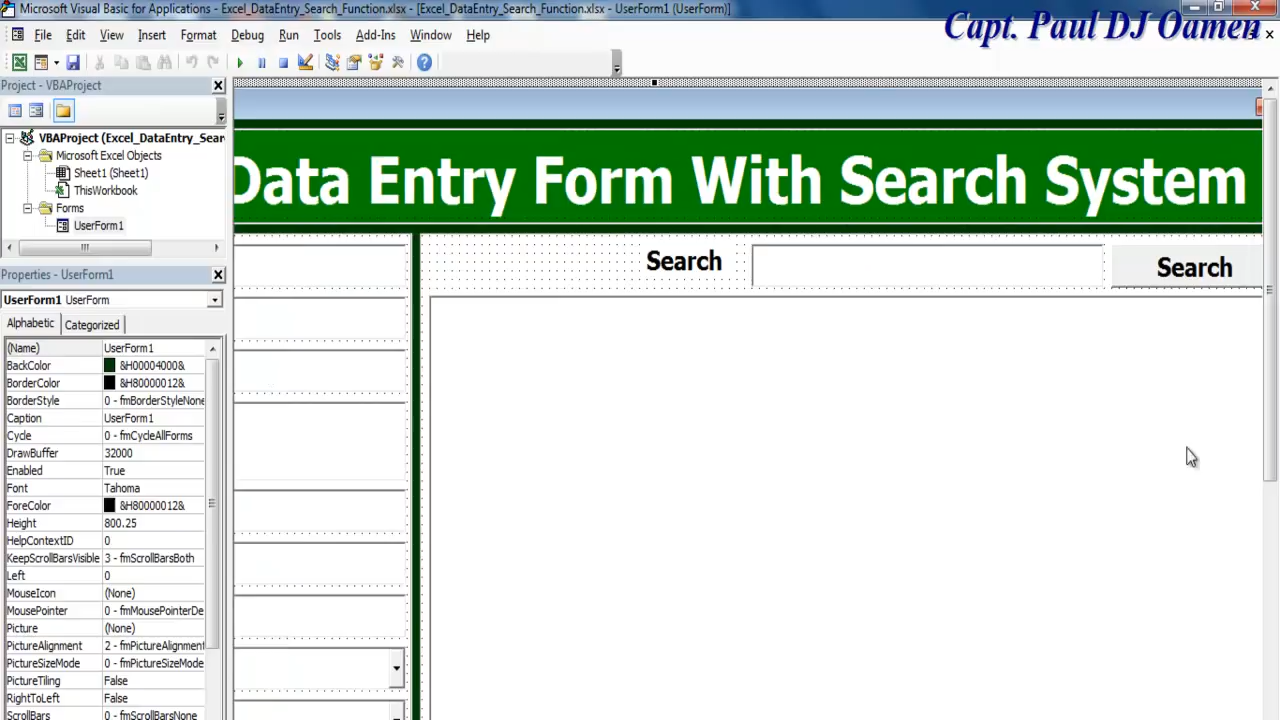 Microsoft Visual Basic for Applications - Excel_DataEntry_Search_Function.xlsx - [Excel_DataEntry_Search_Function.xlsx - UserForm1 (UserForm)]
Capt. Paul DJ Oamen
File Edit View Insert Format Debug Run Tools Add-Ins Window Help
Project - VBAProject
VBAProject (Excel_DataEntry_Sear
Microsoft Excel Objects
Sheet1 (Sheet1)
ThisWorkbook
Forms
UserForm1
Data Entry Form With Search System
Search
Search
Properties - UserForm1
UserForm1 UserForm
Alphabetic Categorized
(Name) UserForm1
BackColor &H00004000&
BorderColor &H80000012&
BorderStyle 0 - fmBorderStyleNone
Caption UserForm1
Cycle 0 - fmCycleAllForms
DrawBuffer 32000
Enabled True
Font Tahoma
ForeColor &H80000012&
Height 800.25
HelpContextID 0
KeepScrollBarsVisible 3 - fmScrollBarsBoth
Left 0
MouseIcon (None)
MousePointer 0 - fmMousePointerDe
Picture (None)
PictureAlignment 2 - fmPictureAlignment
PictureSizeMode 0 - fmPictureSizeMode
PictureTiling False
RightToLeft False
ScrollBars 0 - fmScrollBarsNone